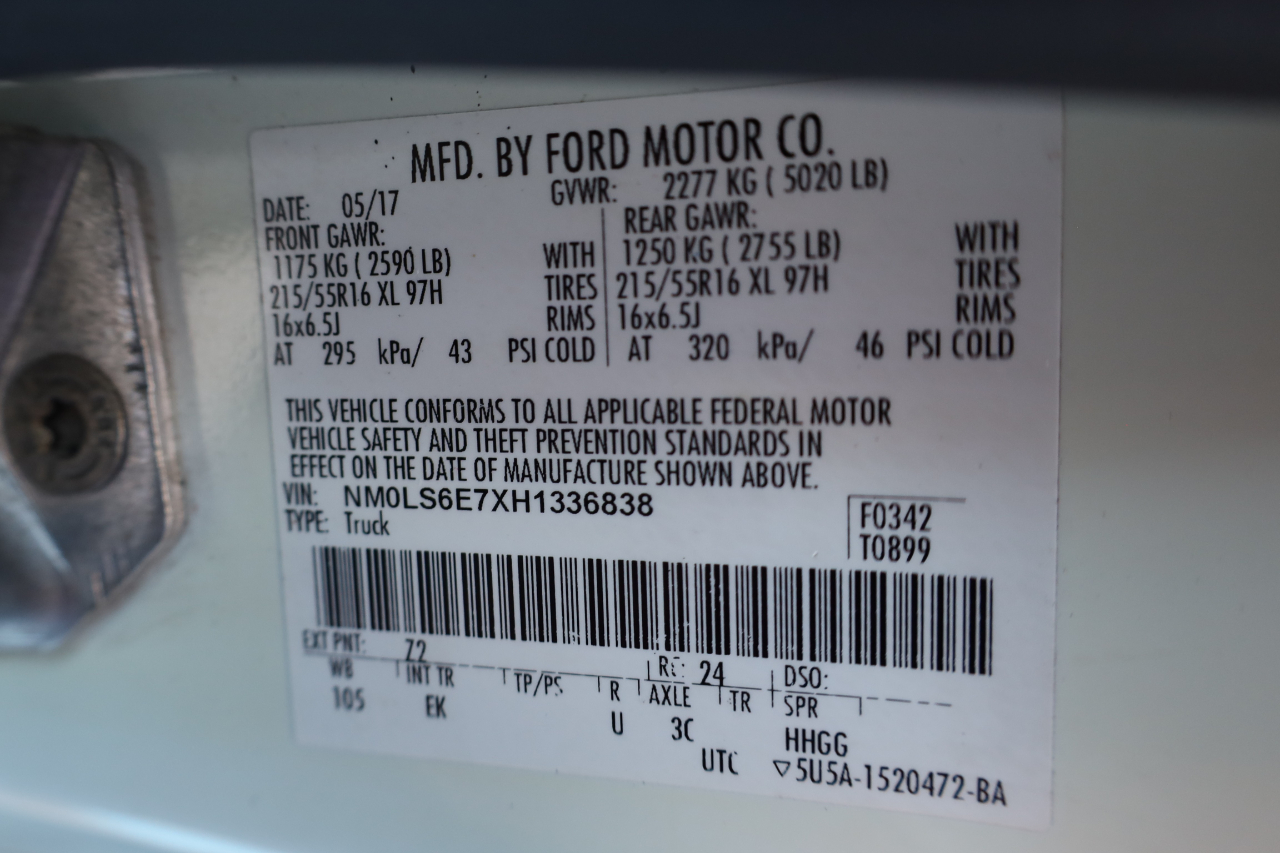 MFD. BY FORD MOTOR CO.
DATE: 05/17 GVWR: 2277 KG ( 5020 LB)
FRONT GAWR: REAR GAWR:
1175 KG ( 2590 LB) WITH 1250 KG ( 2755 LB) WITH
215/55R16 XL 97H TIRES 215/55R16 XL 97H TIRES
16x6.5J RIMS 16x6.5J RIMS
AT 295 kPa/ 43 PSI COLD AT 320 kPa/ 46 PSI COLD
THIS VEHICLE CONFORMS TO ALL APPLICABLE FEDERAL MOTOR
VEHICLE SAFETY AND THEFT PREVENTION STANDARDS IN
EFFECT ON THE DATE OF MANUFACTURE SHOWN ABOVE.
VIN: NM0LS6E7XH1336838
TYPE: Truck
F0342
T0899
EXT PNT: Z2 RC: 24 DSO:
WB INT TR TP/PS R AXLE TR SPR
105 EK U 3C HHGG
UTC ▽5U5A-1520472-BA